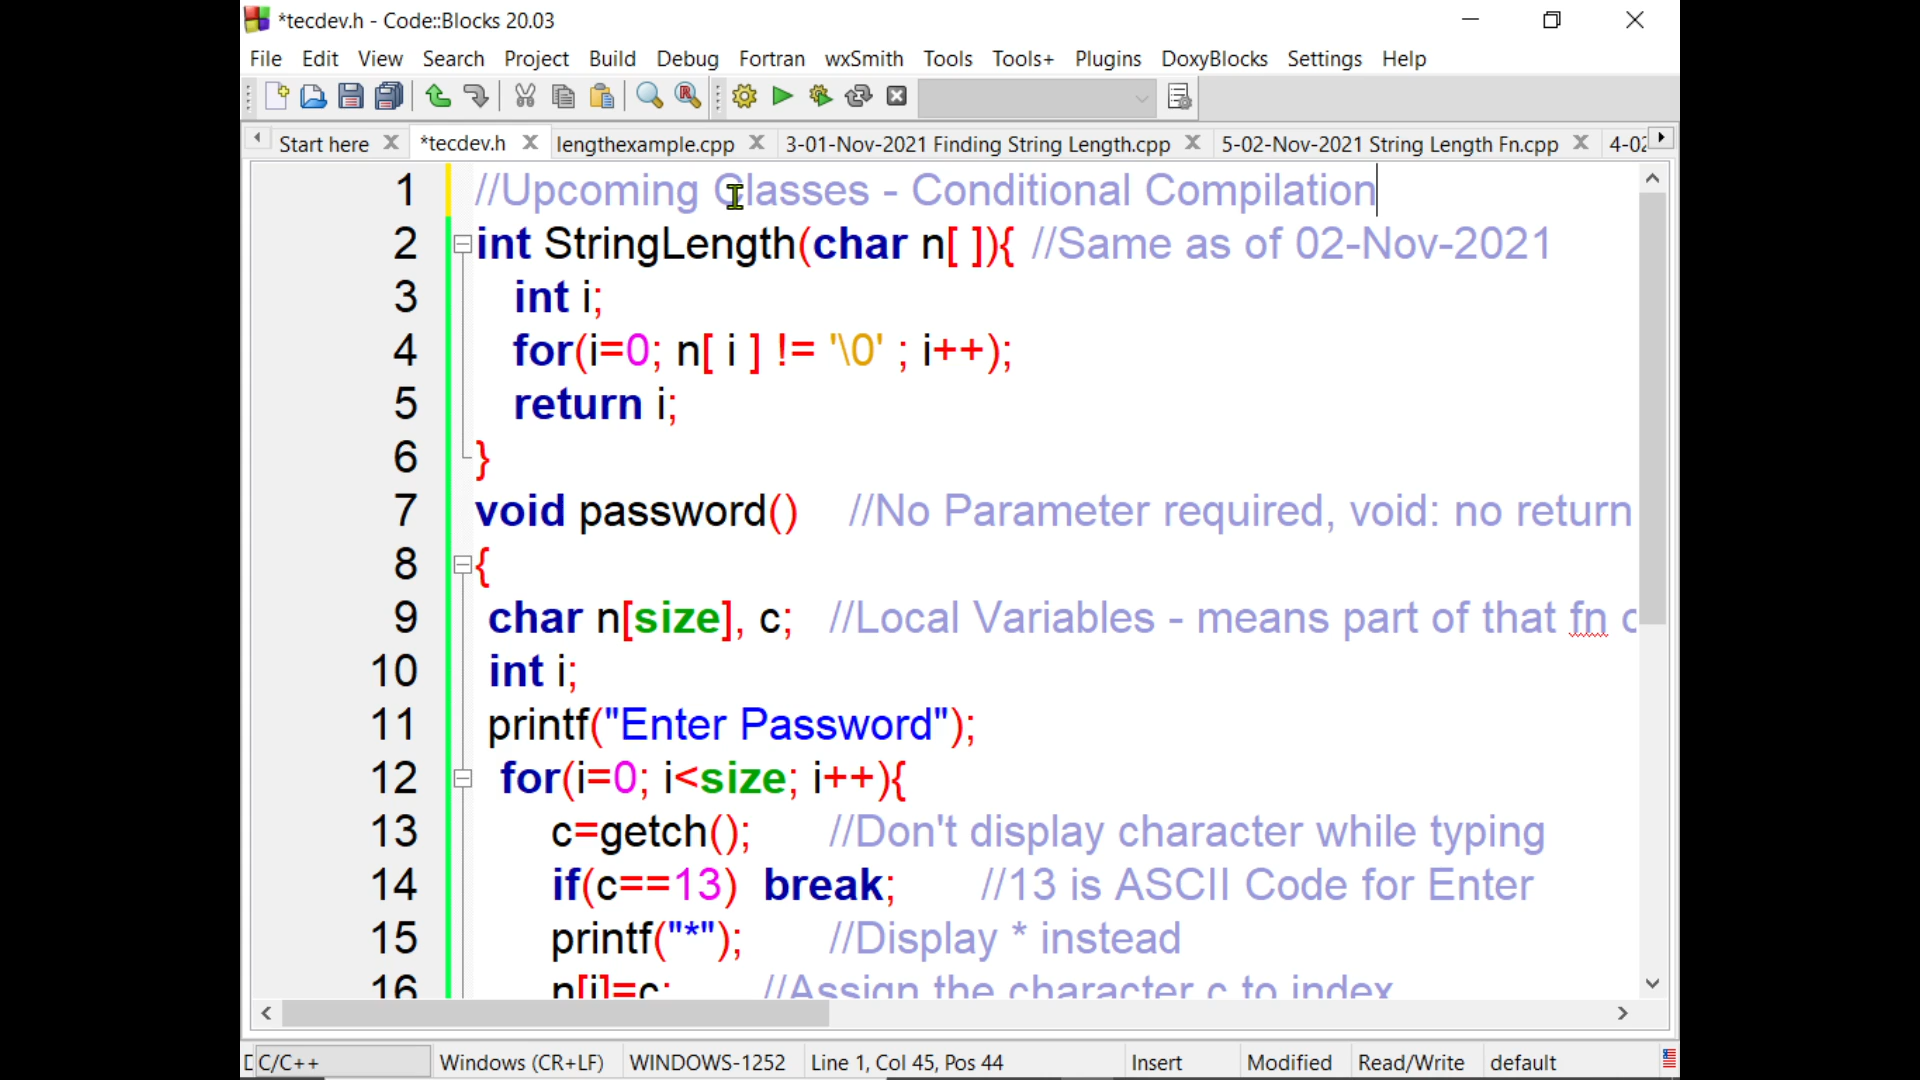 *tecdev.h - Code::Blocks 20.03
File Edit View Search Project Build Debug Fortran wxSmith Tools Tools+ Plugins DoxyBlocks Settings Help
Start here *tecdev.h lengthexample.cpp 3-01-Nov-2021 Finding String Length.cpp 5-02-Nov-2021 String Length Fn.cpp
1 //Upcoming Classes - Conditional Compilation
2 int StringLength(char n[ ]){ //Same as of 02-Nov-2021
3 int i;
4 for(i=0; n[ i ] != '\0' ; i++);
5 return i;
6 }
7 void password() //No Parameter required, void: no return
8 {
9 char n[size], c; //Local Variables - means part of that fn
10 int i;
11 printf("Enter Password");
12 for(i=0; i<size; i++){
13 c=getch(); //Don't display character while typing
14 if(c==13) break; //13 is ASCII Code for Enter
15 printf("*"); //Display * instead
16 n[i]=c; //Assign the character c to index
C/C++ Windows (CR+LF) WINDOWS-1252 Line 1, Col 45, Pos 44 Insert Modified Read/Write default